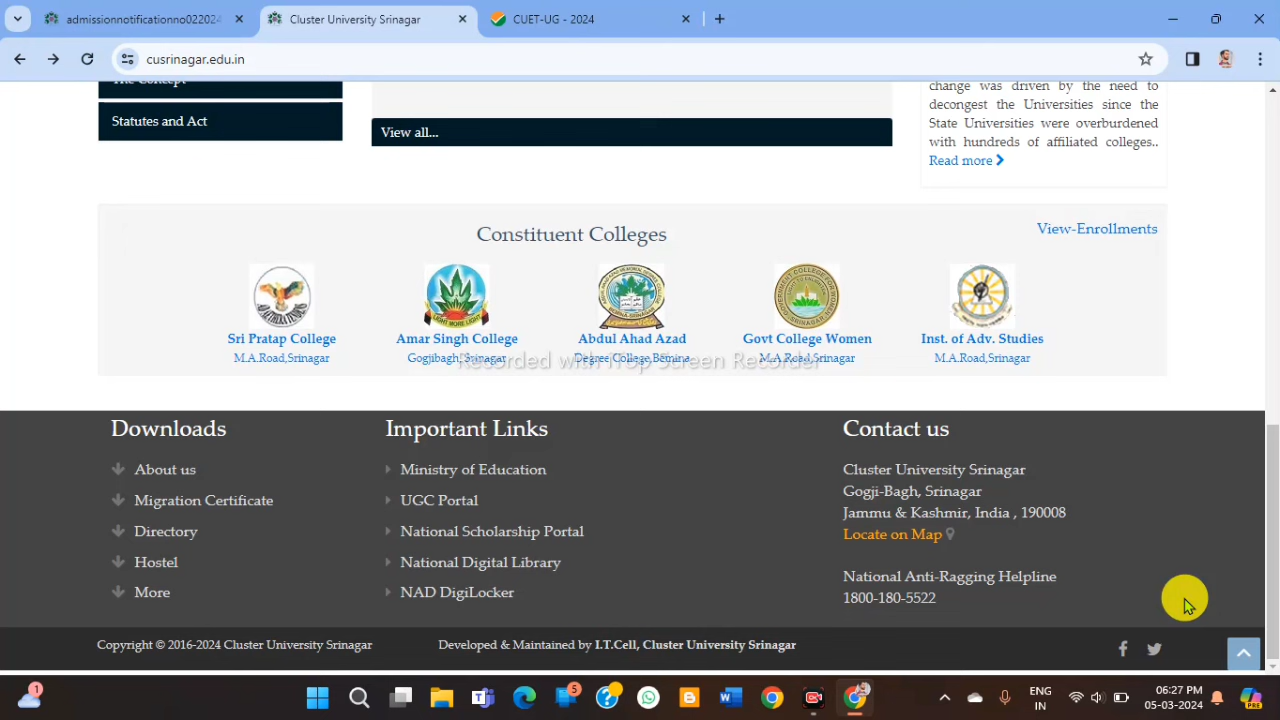 admissionnotificationno022024
Cluster University Srinagar
CUET-UG - 2024
cusrinagar.edu.in
The Concept
Statutes and Act
View all...
change was driven by the need to
decongest the Universities since the
State Universities were overburdened
with hundreds of affiliated colleges..
Read more
Constituent Colleges
View-Enrollments
Sri Pratap College
M.A.Road,Srinagar
Amar Singh College
Gogjibagh, Srinagar
Abdul Ahad Azad
Degree College,Bemina
Govt College Women
M.A.Road,Srinagar
Inst. of Adv. Studies
M.A.Road,Srinagar
Recorded with iTop Screen Recorder
Downloads
About us
Migration Certificate
Directory
Hostel
More
Important Links
Ministry of Education
UGC Portal
National Scholarship Portal
National Digital Library
NAD DigiLocker
Contact us
Cluster University Srinagar
Gogji-Bagh, Srinagar
Jammu & Kashmir, India , 190008
Locate on Map
National Anti-Ragging Helpline
1800-180-5522
Copyright © 2016-2024 Cluster University Srinagar
Developed & Maintained by I.T.Cell, Cluster University Srinagar
1
5
ENG
IN
06:27 PM
05-03-2024
PRE